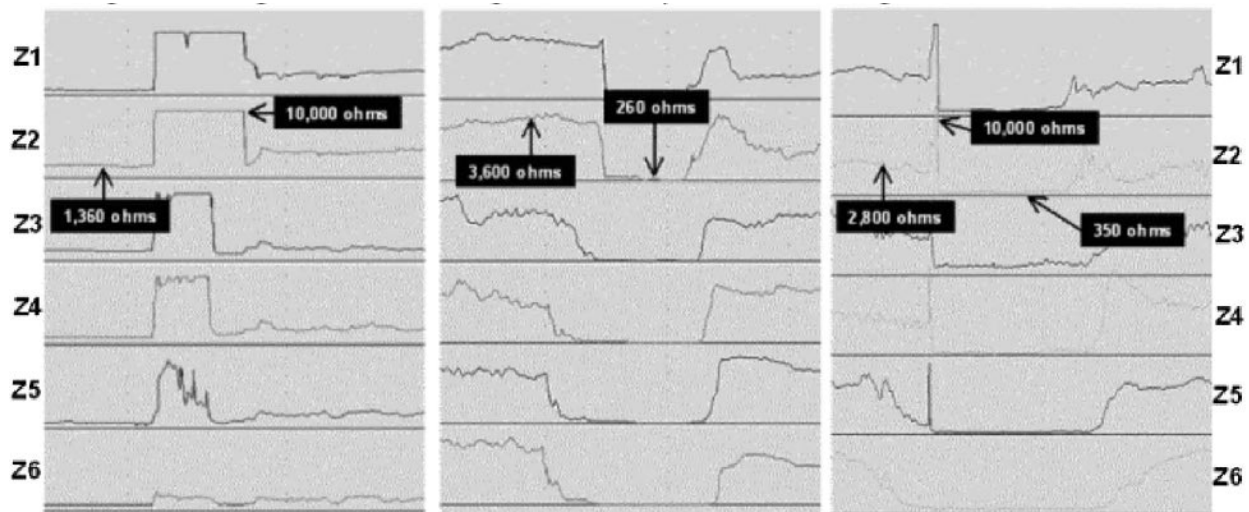 Z1
Z2
Z3
Z4
Z5
Z6
10,000 ohms
1,360 ohms
260 ohms
3,600 ohms
10,000 ohms
2,800 ohms
350 ohms
Z1
Z2
Z3
Z4
Z5
Z6